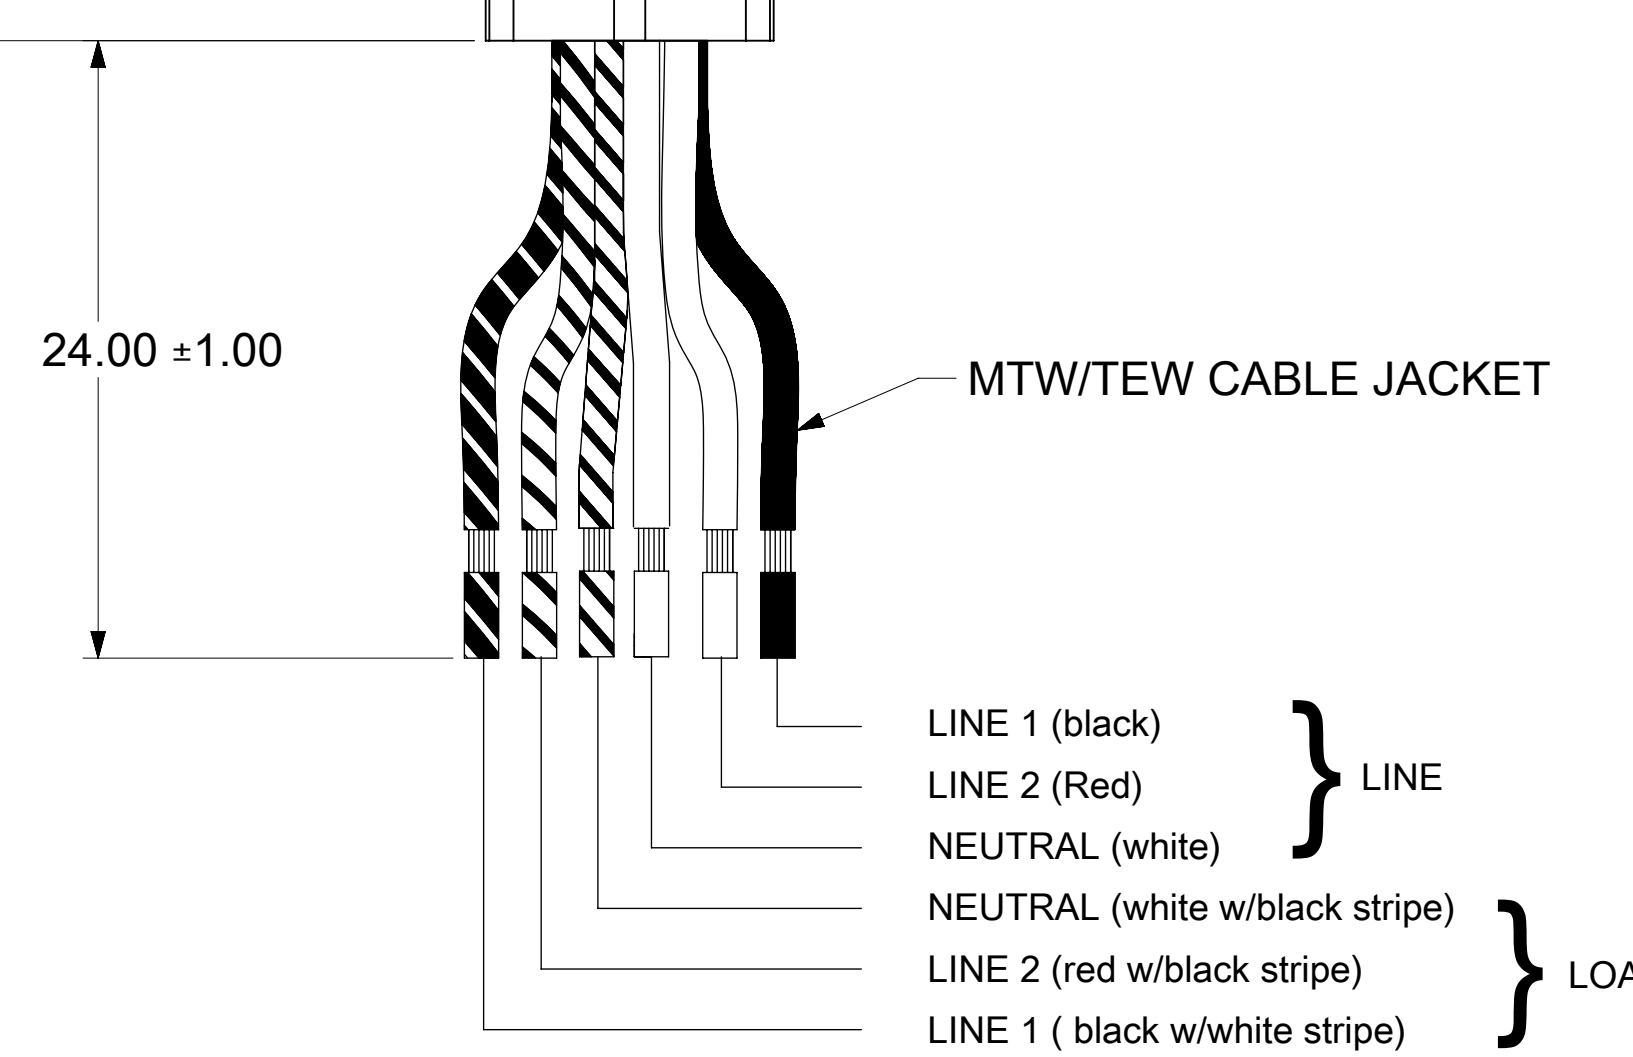 24.00 ±1.00
MTW/TEW CABLE JACKET
LINE 1 (black)
LINE 2 (Red)
LINE
NEUTRAL (white)
NEUTRAL (white w/black stripe)
LINE 2 (red w/black stripe)
LOA
LINE 1 ( black w/white stripe)